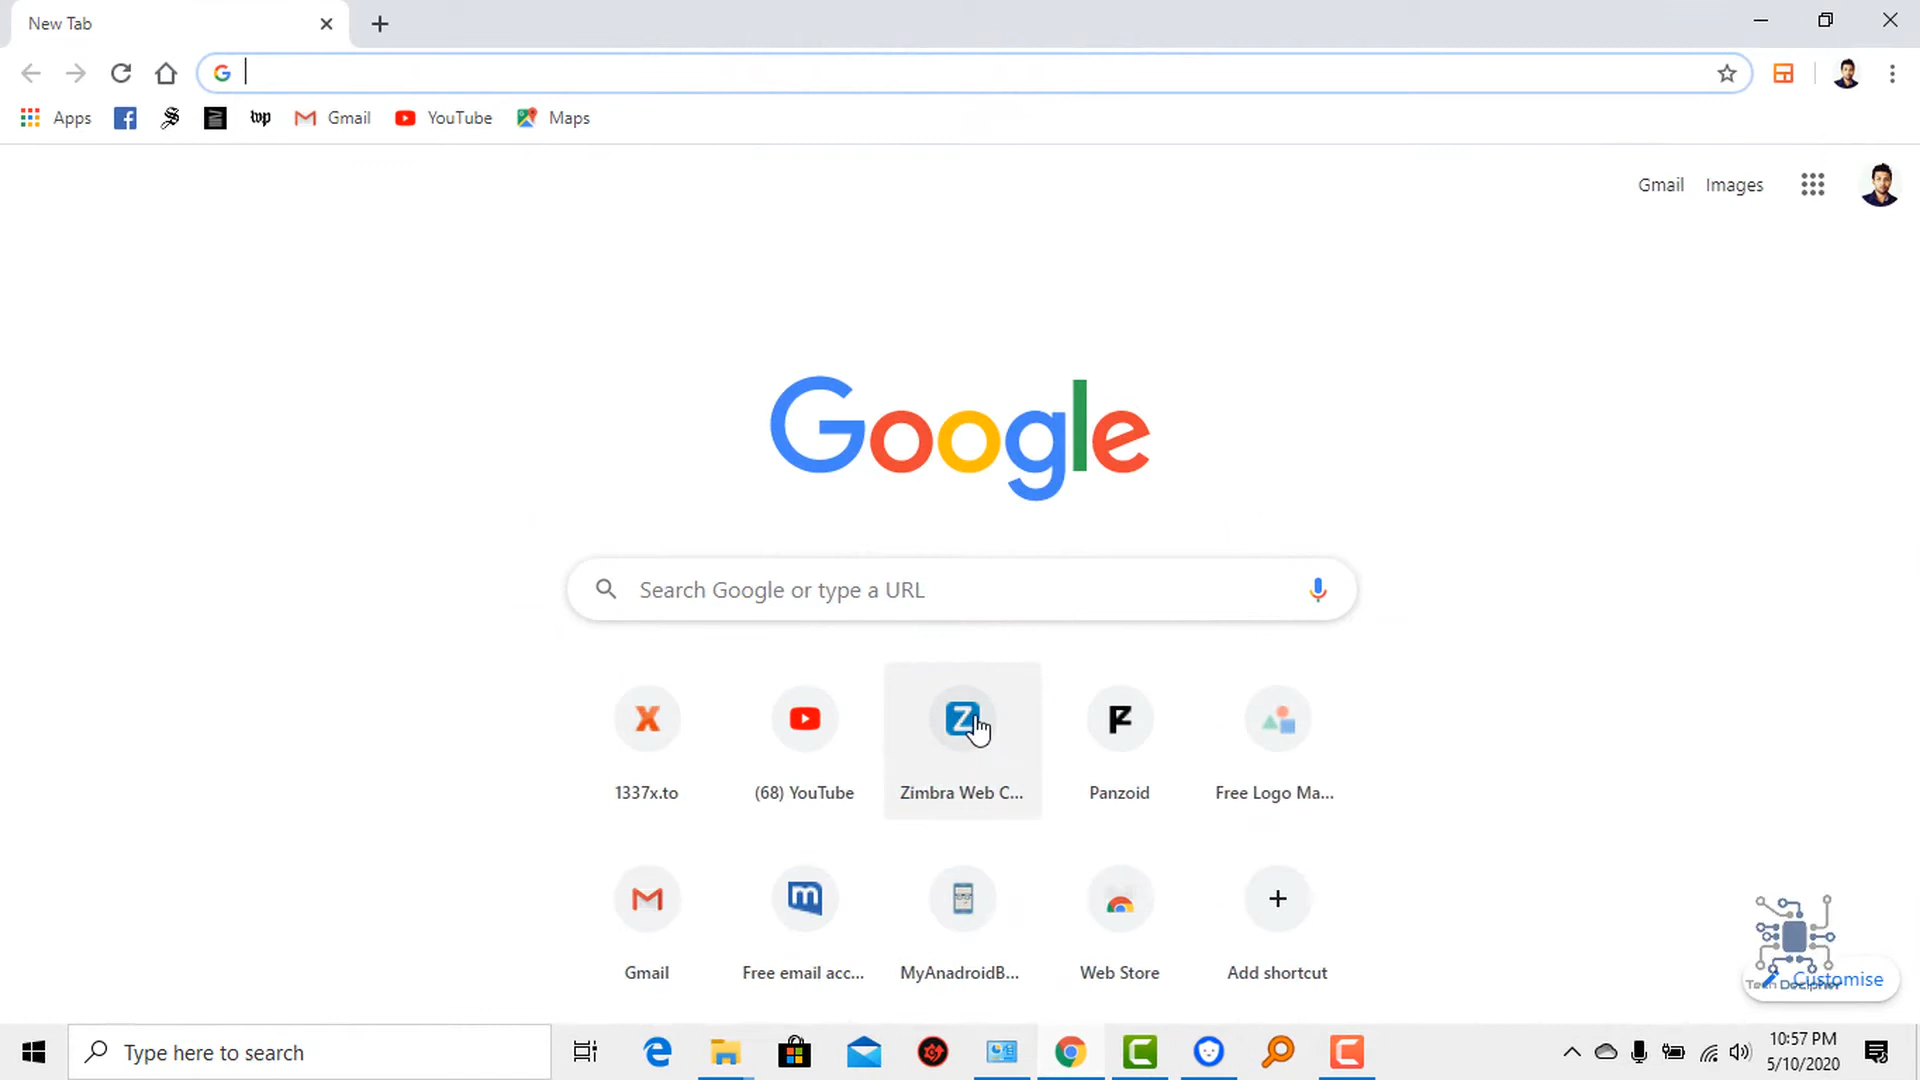 New Tab
Apps
wp
Gmail
YouTube
Maps
Gmail Images
Google
Search Google or type a URL
1337x.to
(68) YouTube
Zimbra Web C...
Panzoid
Free Logo Ma...
Gmail
Free email acc...
MyAnadroidB...
Web Store
Add shortcut
Customise
Type here to search
10:57 PM
5/10/2020